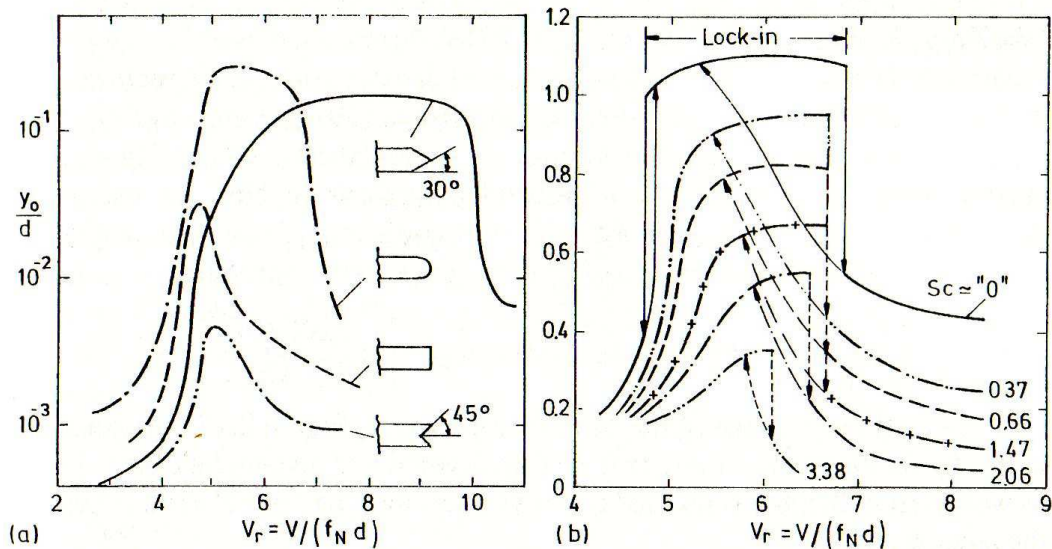 y₀/d
10⁻¹
10⁻²
10⁻³
30°
45°
2 4 6 8 10
(a)
Vᵣ = V/(f_N d)
1.2
1.0
0.8
0.6
0.4
0.2
0
Lock-in
Sc ≃ "0"
0.37
0.66
1.47
2.06
3.38
4 5 6 7 8 9
(b)
Vᵣ = V/(f_N d)